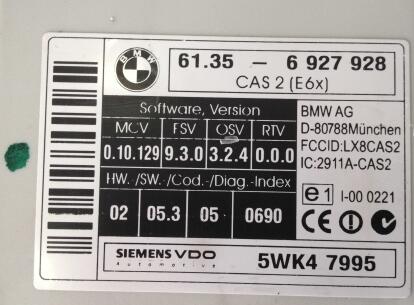 BMW
61.35 - 6 927 928
CAS 2 (E6x)
Software, Version
MCV FSV OSV RTV
0.10.129 9.3.0 3.2.4 0.0.0
HW.-/SW.-/Cod.-/Diag.-Index
02 05.3 05 0690
BMW AG
D-80788München
FCCID:LX8CAS2
IC:2911A-CAS2
e1 I-00 0221
CE
SIEMENS VDO
Automotive
5WK4 7995